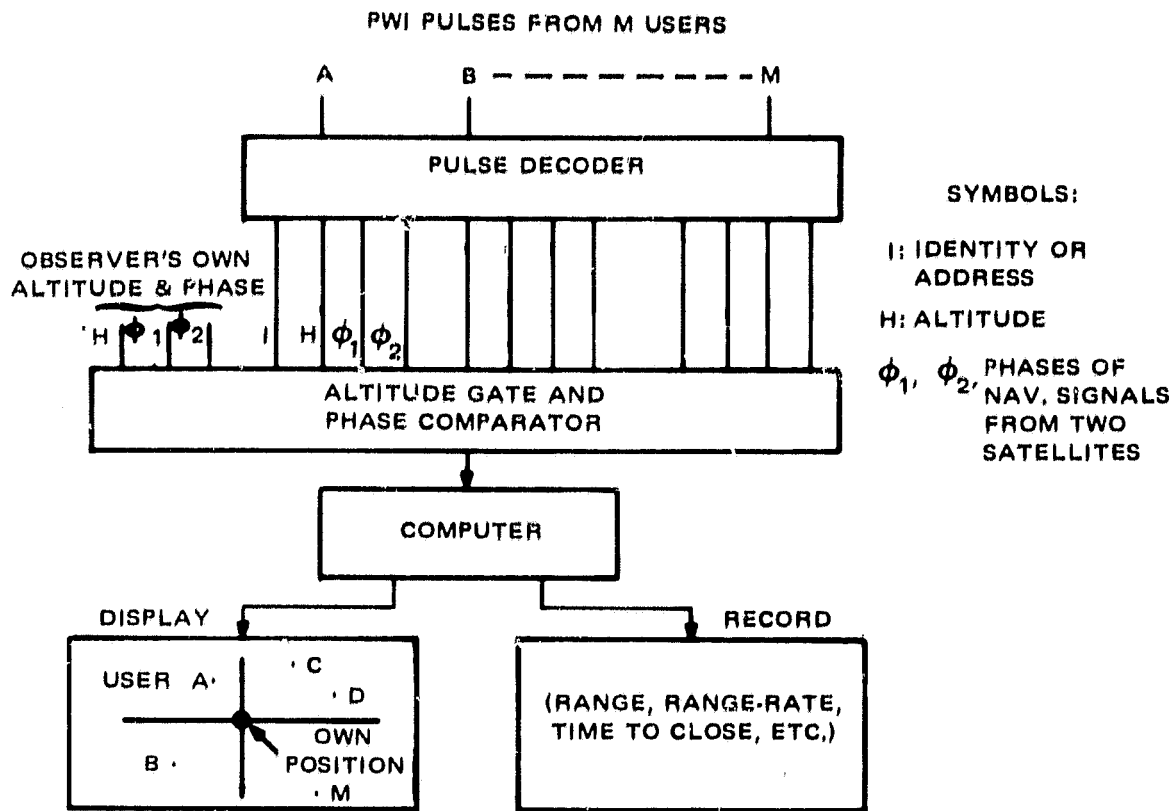 PWI PULSES FROM M USERS
A B M
PULSE DECODER
OBSERVER'S OWN
ALTITUDE & PHASE
H ϕ1 ϕ2
I H ϕ1 ϕ2
ALTITUDE GATE AND
PHASE COMPARATOR
COMPUTER
DISPLAY
USER A
C
D
B
OWN
POSITION
M
RECORD
(RANGE, RANGE-RATE,
TIME TO CLOSE, ETC.)
SYMBOLS:
I: IDENTITY OR
ADDRESS
H: ALTITUDE
ϕ1, ϕ2, PHASES OF
NAV. SIGNALS
FROM TWO
SATELLITES